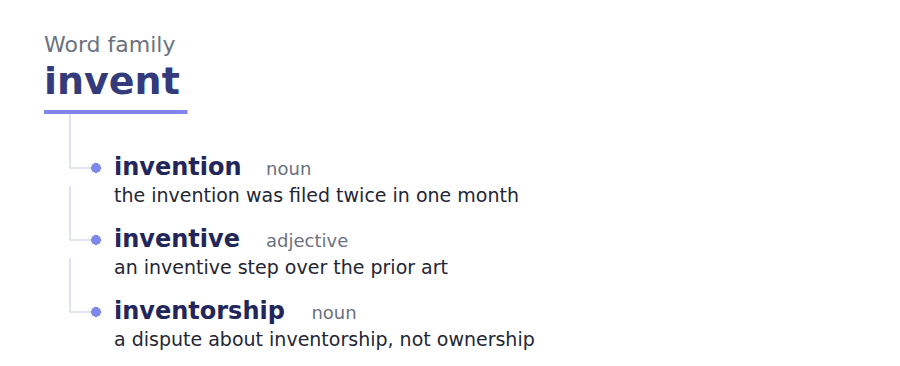 Word family
invent
invention noun
the invention was filed twice in one month
inventive adjective
an inventive step over the prior art
inventorship noun
a dispute about inventorship, not ownership